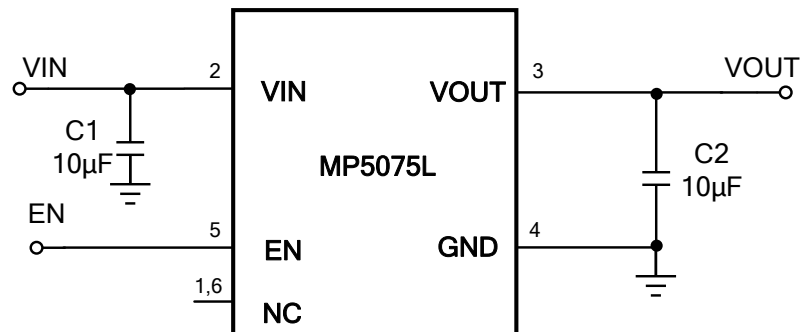 VIN
2
VIN
C1
10µF
EN
5
EN
1,6
NC
MP5075L
VOUT
3
VOUT
C2
10µF
GND
4